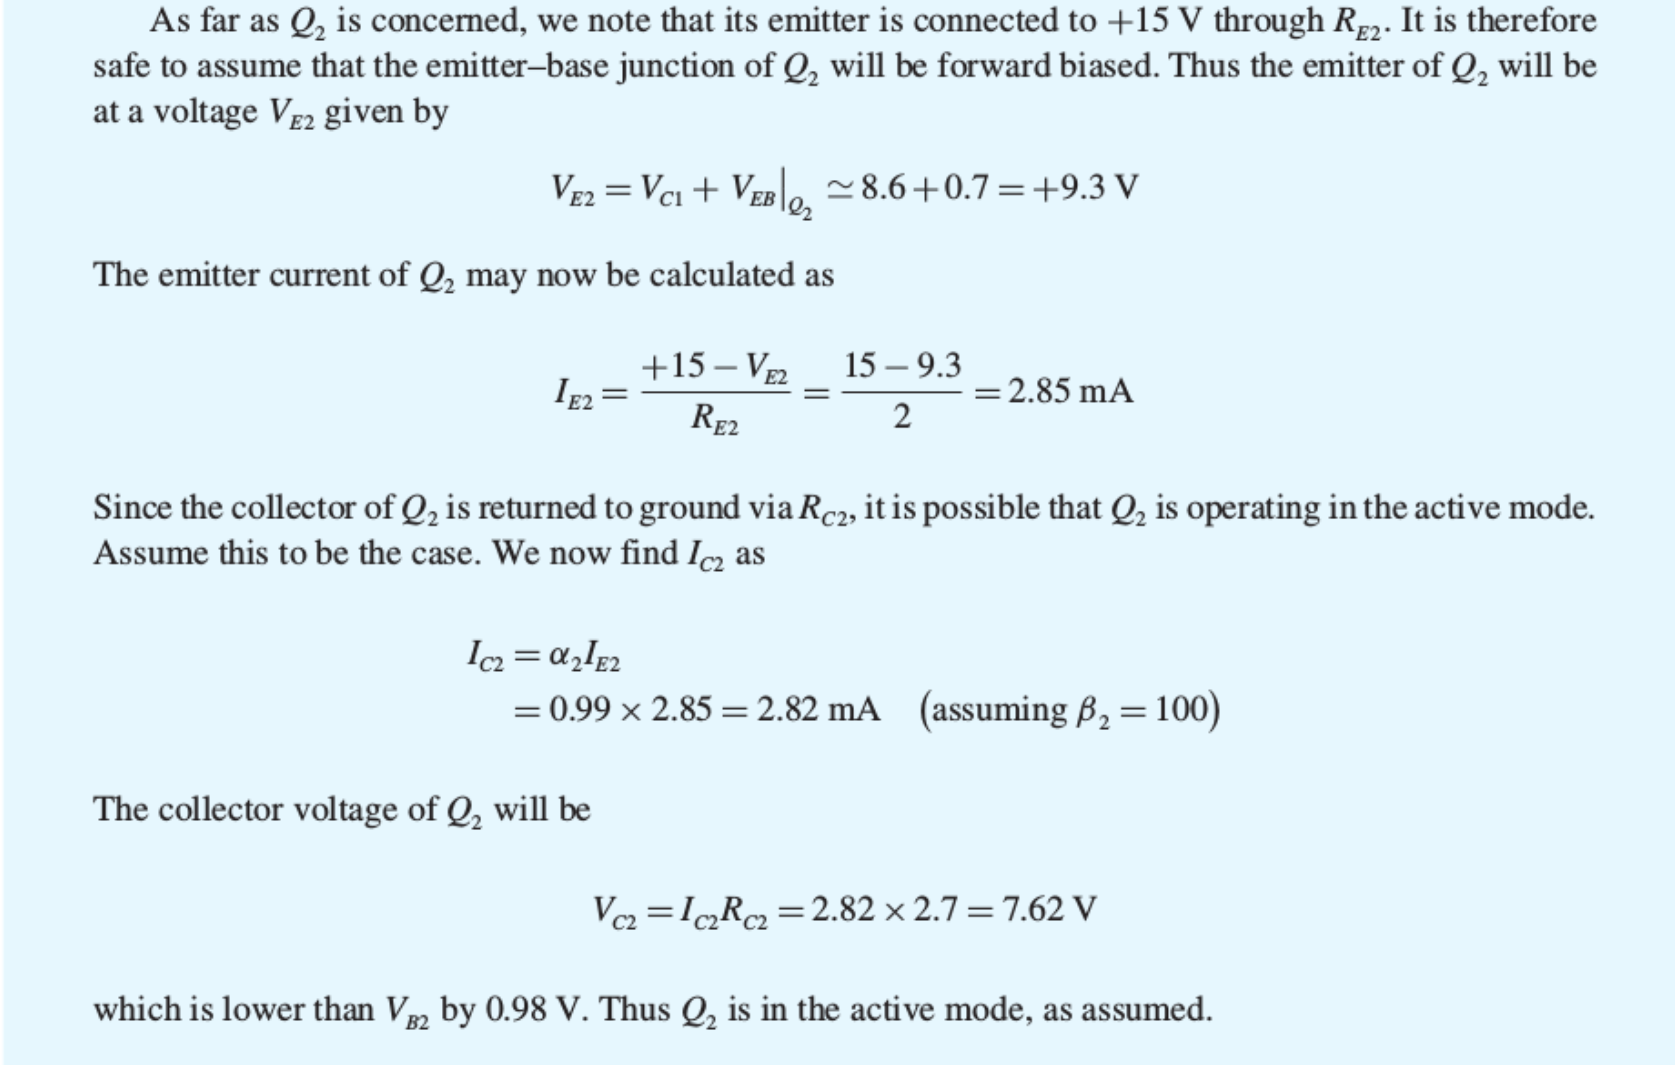 As far as Q₂ is concerned, we note that its emitter is connected to +15 V through R_E2. It is therefore
safe to assume that the emitter–base junction of Q₂ will be forward biased. Thus the emitter of Q₂ will be
at a voltage V_E2 given by
V_E2 = V_C1 + V_EB|_Q₂ ≃ 8.6 + 0.7 = +9.3 V
The emitter current of Q₂ may now be calculated as
I_E2 = (+15 − V_E2)/R_E2 = (15 − 9.3)/2 = 2.85 mA
Since the collector of Q₂ is returned to ground via R_C2, it is possible that Q₂ is operating in the active mode.
Assume this to be the case. We now find I_C2 as
I_C2 = α₂I_E2
= 0.99 × 2.85 = 2.82 mA (assuming β₂ = 100)
The collector voltage of Q₂ will be
V_C2 = I_C2R_C2 = 2.82 × 2.7 = 7.62 V
which is lower than V_B2 by 0.98 V. Thus Q₂ is in the active mode, as assumed.